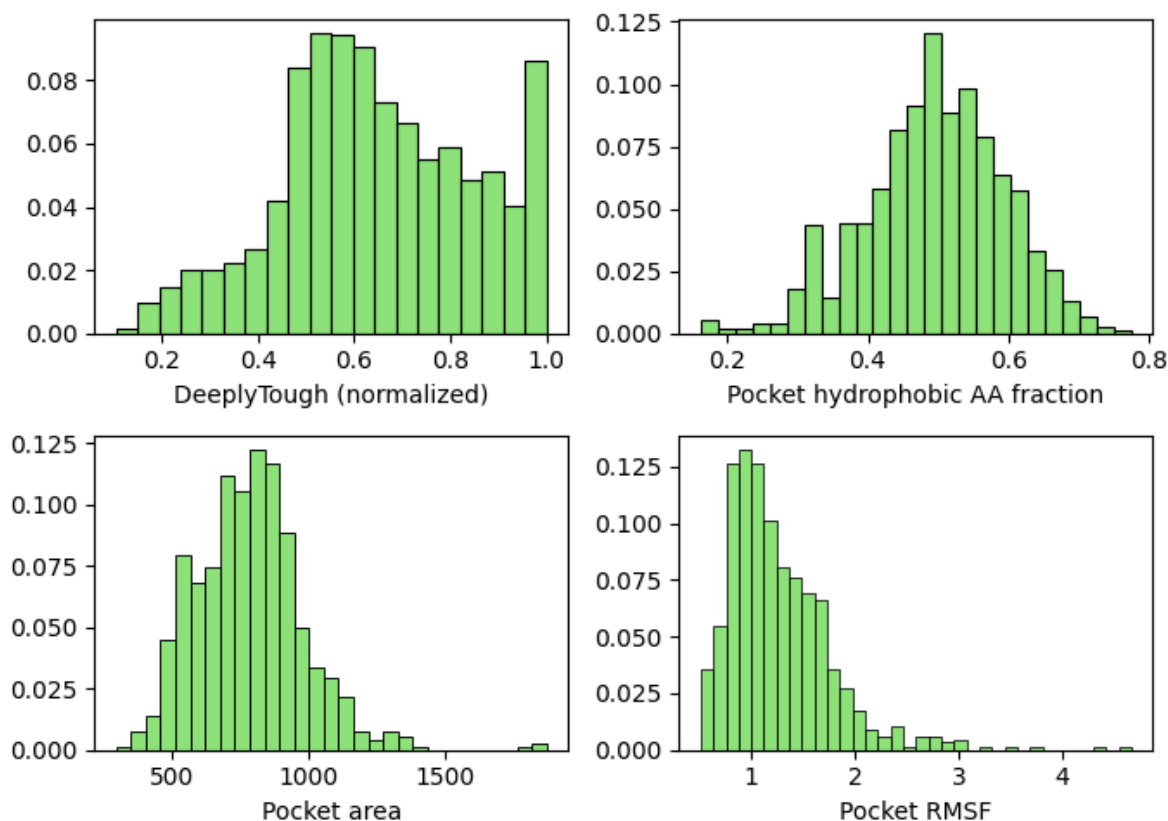 0.08
0.06
0.04
0.02
0.00
0.2 0.4 0.6 0.8 1.0
DeeplyTough (normalized)
0.125
0.100
0.075
0.050
0.025
0.000
0.2 0.4 0.6 0.8
Pocket hydrophobic AA fraction
0.125
0.100
0.075
0.050
0.025
0.000
500 1000 1500
Pocket area
0.125
0.100
0.075
0.050
0.025
0.000
1 2 3 4
Pocket RMSF